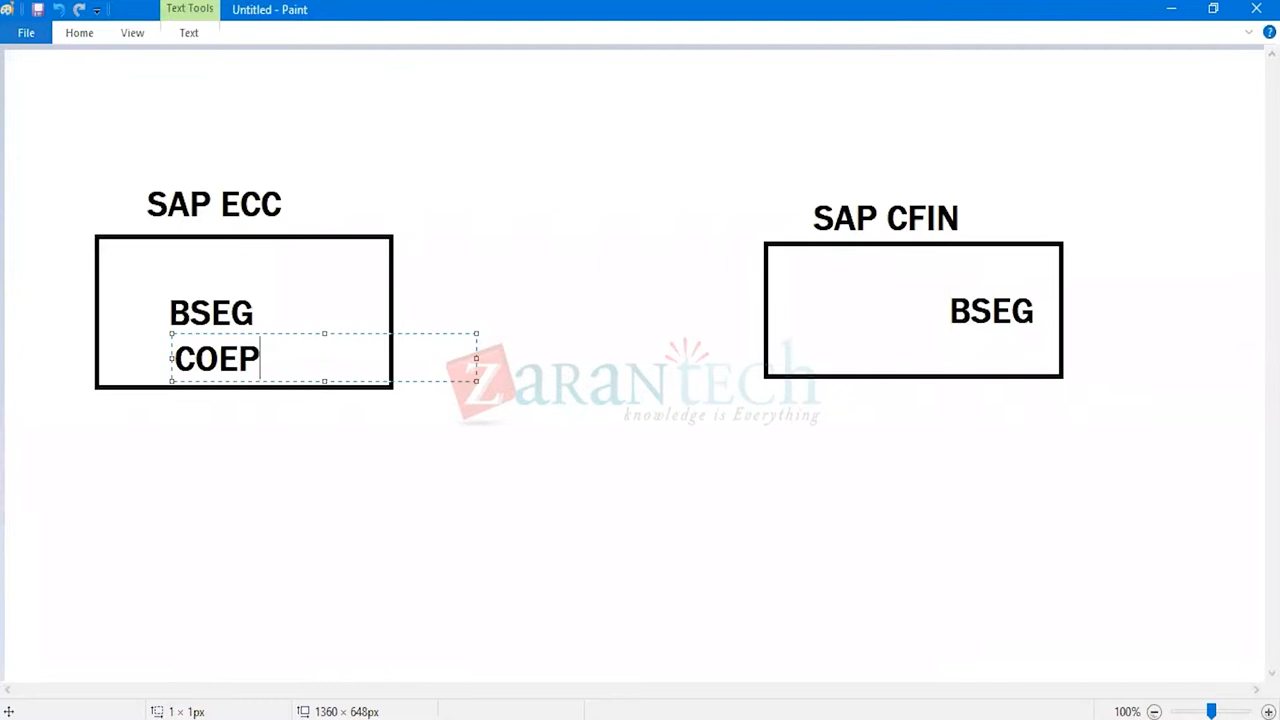 Text Tools
Untitled - Paint
File
Home
View
Text
SAP ECC
SAP CFIN
BSEG
BSEG
COEP
ZARANTECH
knowledge is Everything
1 × 1px
1360 × 648px
100%